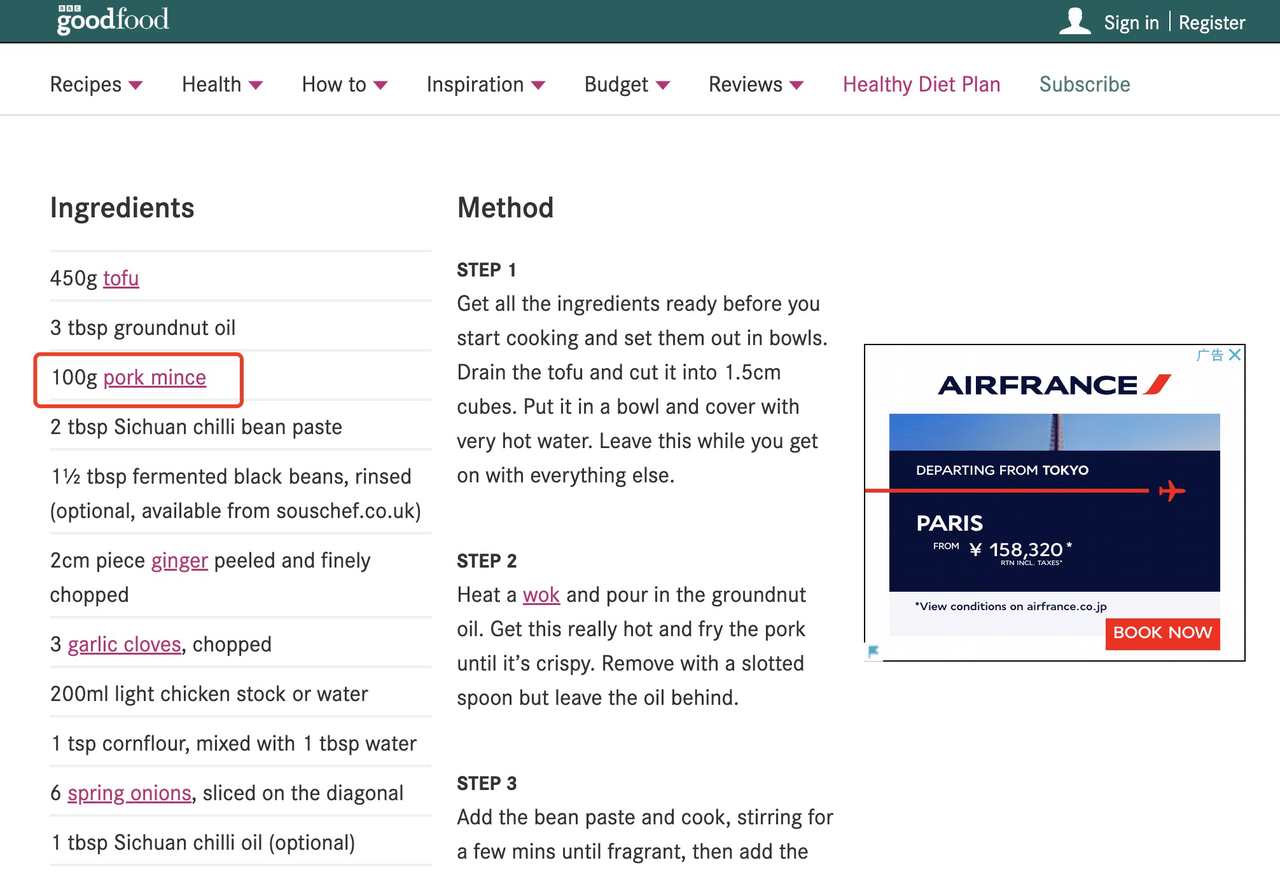 BBC
goodfood
Sign in | Register
Recipes
Health
How to
Inspiration
Budget
Reviews
Healthy Diet Plan
Subscribe
Ingredients
450g tofu
3 tbsp groundnut oil
100g pork mince
2 tbsp Sichuan chilli bean paste
1½ tbsp fermented black beans, rinsed
(optional, available from souschef.co.uk)
2cm piece ginger peeled and finely
chopped
3 garlic cloves, chopped
200ml light chicken stock or water
1 tsp cornflour, mixed with 1 tbsp water
6 spring onions, sliced on the diagonal
1 tbsp Sichuan chilli oil (optional)
Method
STEP 1
Get all the ingredients ready before you
start cooking and set them out in bowls.
Drain the tofu and cut it into 1.5cm
cubes. Put it in a bowl and cover with
very hot water. Leave this while you get
on with everything else.
STEP 2
Heat a wok and pour in the groundnut
oil. Get this really hot and fry the pork
until it’s crispy. Remove with a slotted
spoon but leave the oil behind.
STEP 3
Add the bean paste and cook, stirring for
a few mins until fragrant, then add the
广告
AIRFRANCE
DEPARTING FROM TOKYO
PARIS
FROM ¥ 158,320*
RTN INCL. TAXES*
*View conditions on airfrance.co.jp
BOOK NOW